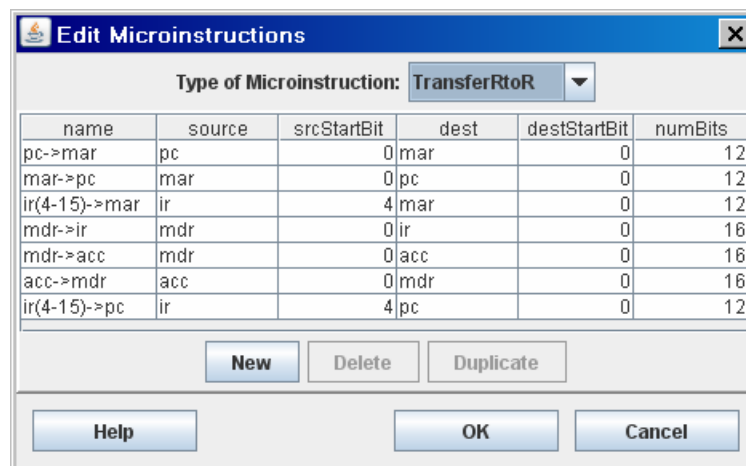 Edit Microinstructions
Type of Microinstruction: TransferRtoR
name source srcStartBit dest destStartBit numBits
pc->mar pc 0 mar 0 12
mar->pc mar 0 pc 0 12
ir(4-15)->mar ir 4 mar 0 12
mdr->ir mdr 0 ir 0 16
mdr->acc mdr 0 acc 0 16
acc->mdr acc 0 mdr 0 16
ir(4-15)->pc ir 4 pc 0 12
New Delete Duplicate
Help OK Cancel